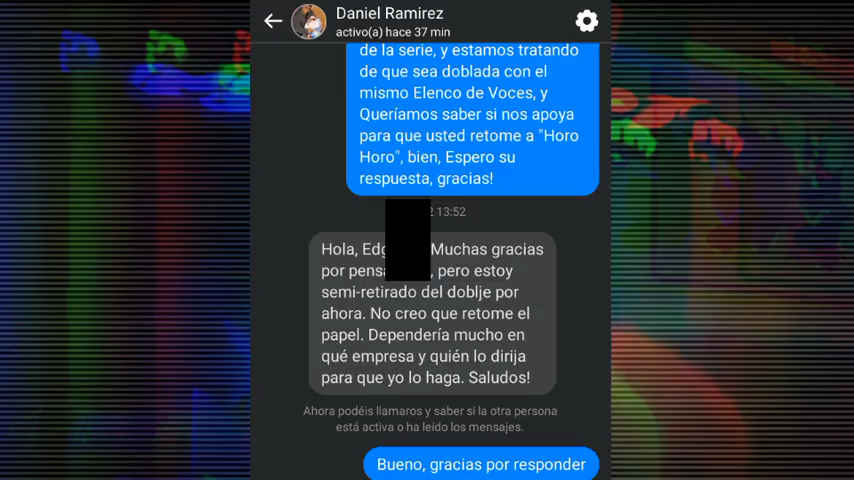 Daniel Ramirez
activo(a) hace 37 min
de la serie, y estamos tratando
de que sea doblada con el
mismo Elenco de Voces, y
Queríamos saber si nos apoya
para que usted retome a "Horo
Horo", bien, Espero su
respuesta, gracias!
13:52
Hola, Muchas gracias
por , pero estoy
semi-retirado del doblje por
ahora. No creo que retome el
papel. Dependería mucho en
qué empresa y quién lo dirija
para que yo lo haga. Saludos!
Ahora podéis llamaros y saber si la otra persona
está activa o ha leído los mensajes.
Bueno, gracias por responder